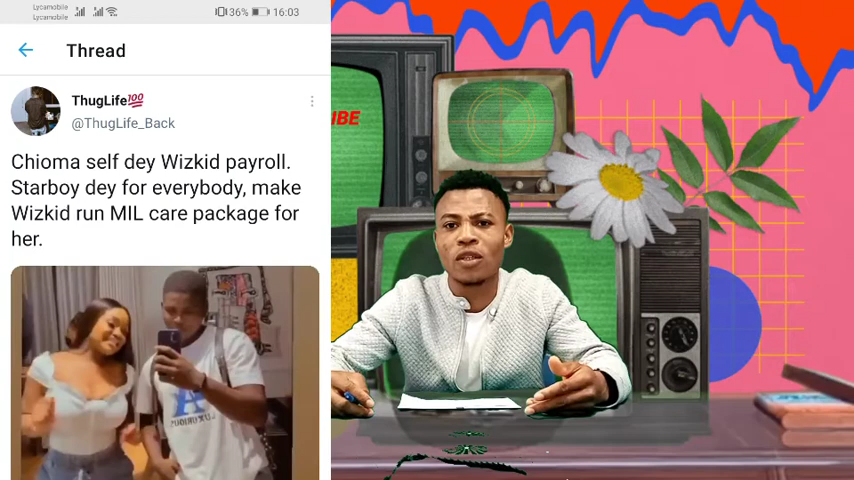 Lycamobile
Lycamobile
36% 16:03
Thread
ThugLife💯
@ThugLife_Back
Chioma self dey Wizkid payroll.
Starboy dey for everybody, make
Wizkid run MIL care package for
her.
IBE